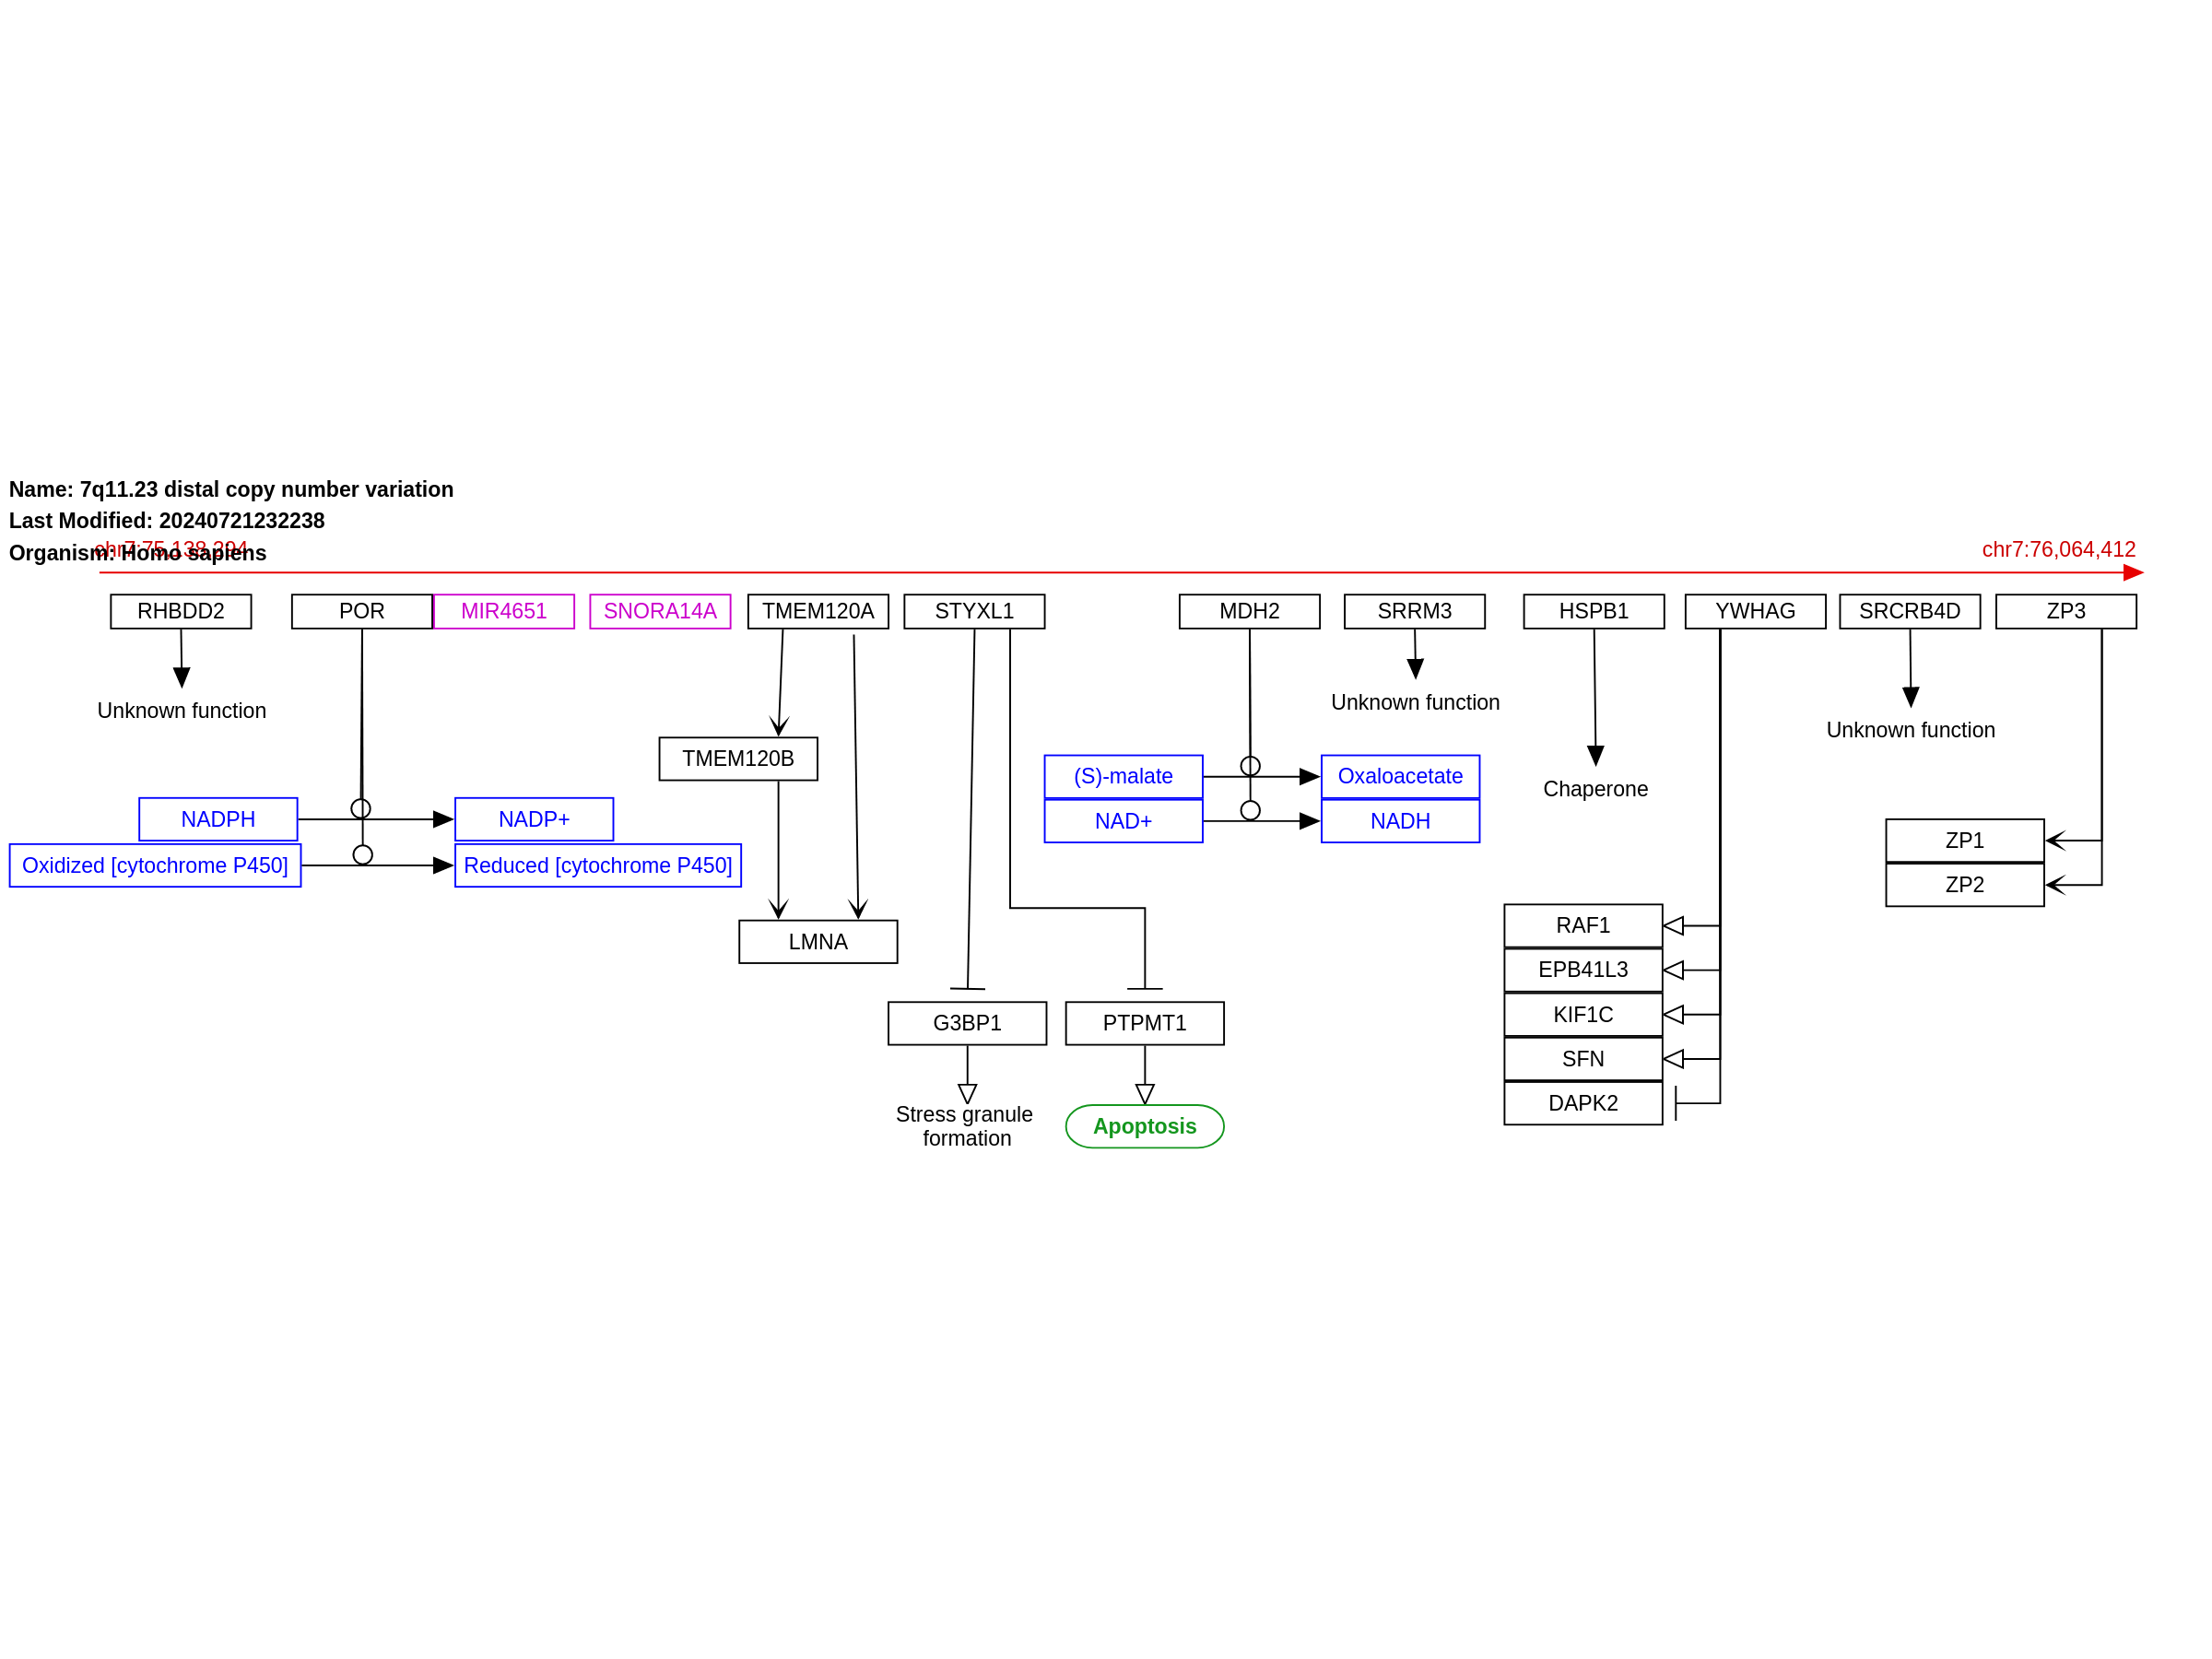 Name: 7q11.23 distal copy number variation
Last Modified: 20240721232238
Organism: Homo sapiens
chr7:75,138,294
chr7:76,064,412
RHBDD2
POR
MIR4651
SNORA14A
TMEM120A
STYXL1
MDH2
SRRM3
HSPB1
YWHAG
SRCRB4D
ZP3
Unknown function
Unknown function
Unknown function
TMEM120B
(S)-malate
Oxaloacetate
Chaperone
NADPH
NADP+
NAD+
NADH
ZP1
Oxidized [cytochrome P450]
Reduced [cytochrome P450]
ZP2
LMNA
RAF1
EPB41L3
G3BP1
PTPMT1
KIF1C
SFN
DAPK2
Stress granule
formation
Apoptosis